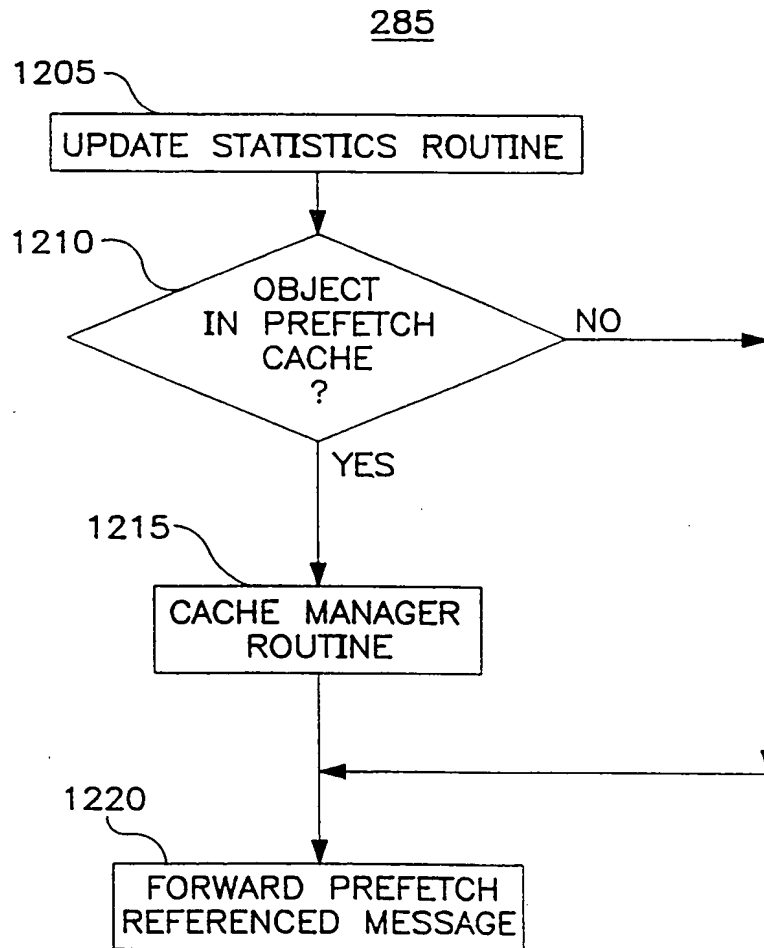 285
1205
UPDATE STATISTICS ROUTINE
1210
OBJECT
IN PREFETCH
CACHE
?
NO
YES
1215
CACHE MANAGER
ROUTINE
1220
FORWARD PREFETCH
REFERENCED MESSAGE